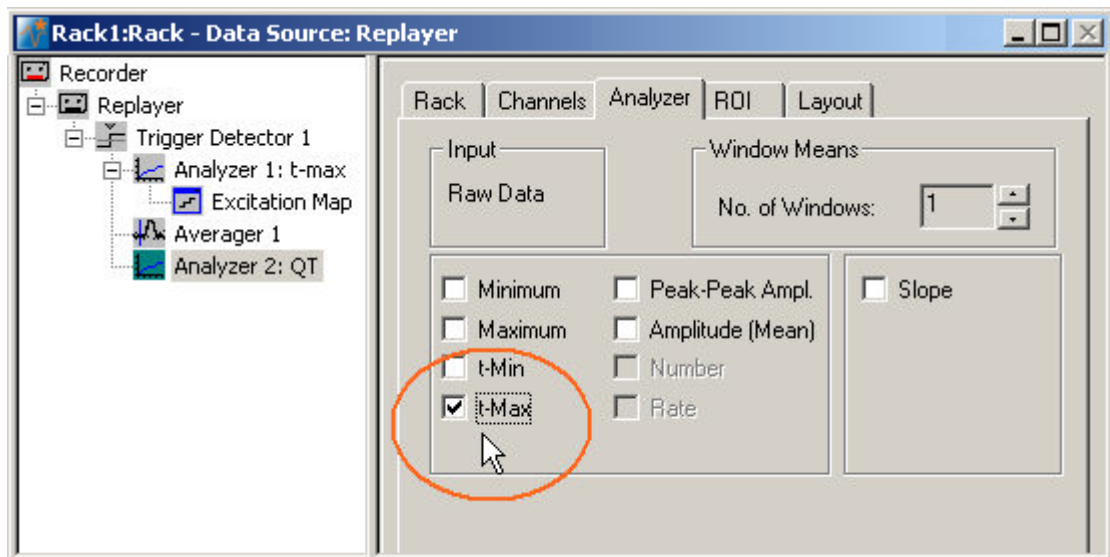 Rack1:Rack - Data Source: Replayer
Recorder
Replayer
Trigger Detector 1
Analyzer 1: t-max
Excitation Map
Averager 1
Analyzer 2: QT
Rack Channels Analyzer ROI Layout
Input
Raw Data
Window Means
No. of Windows: 1
Minimum
Maximum
t-Min
t-Max
Peak-Peak Ampl.
Amplitude (Mean)
Number
Rate
Slope